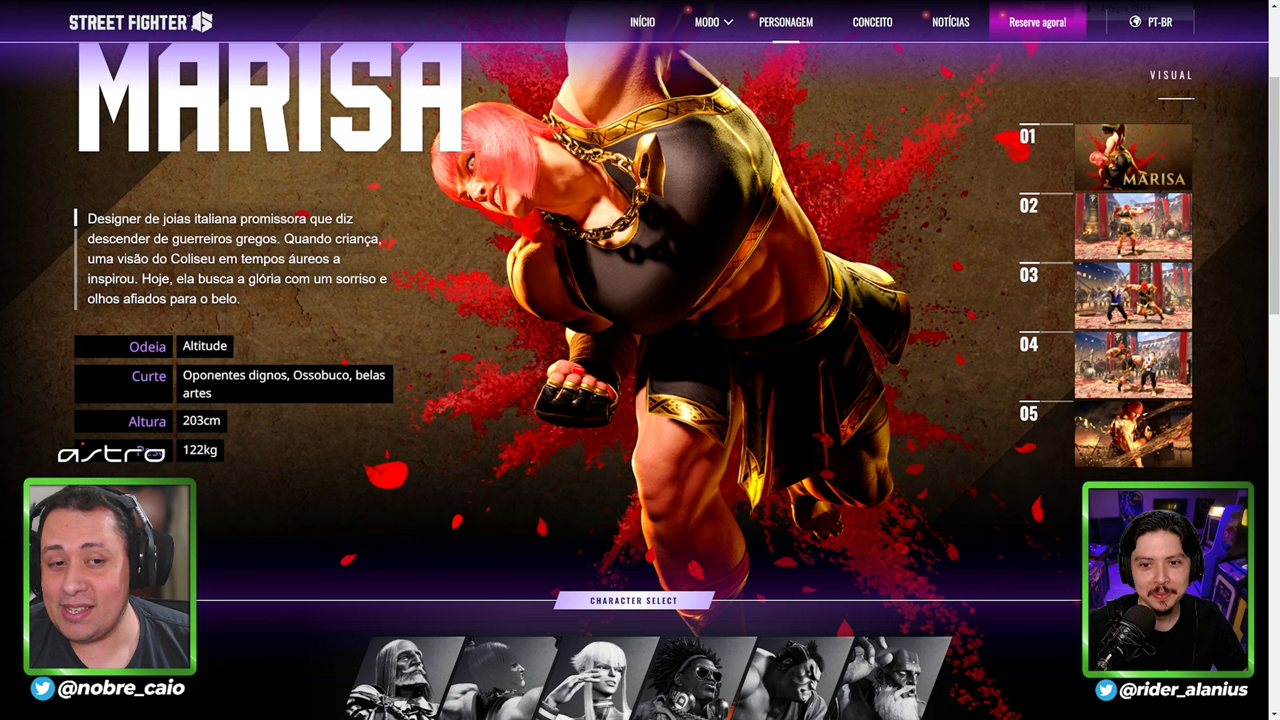 STREET FIGHTER 6
INÍCIO
MODO
PERSONAGEM
CONCEITO
NOTÍCIAS
Reserve agora!
PT-BR
MARISA
VISUAL
01
MARISA
02
03
04
05
Designer de joias italiana promissora que diz
descender de guerreiros gregos. Quando criança,
uma visão do Coliseu em tempos áureos a
inspirou. Hoje, ela busca a glória com um sorriso e
olhos afiados para o belo.
Odeia Altitude
Curte Oponentes dignos, Ossobuco, belas
artes
Altura 203cm
122kg
astro
CHARACTER SELECT
@nobre_caio
@rider_alanius